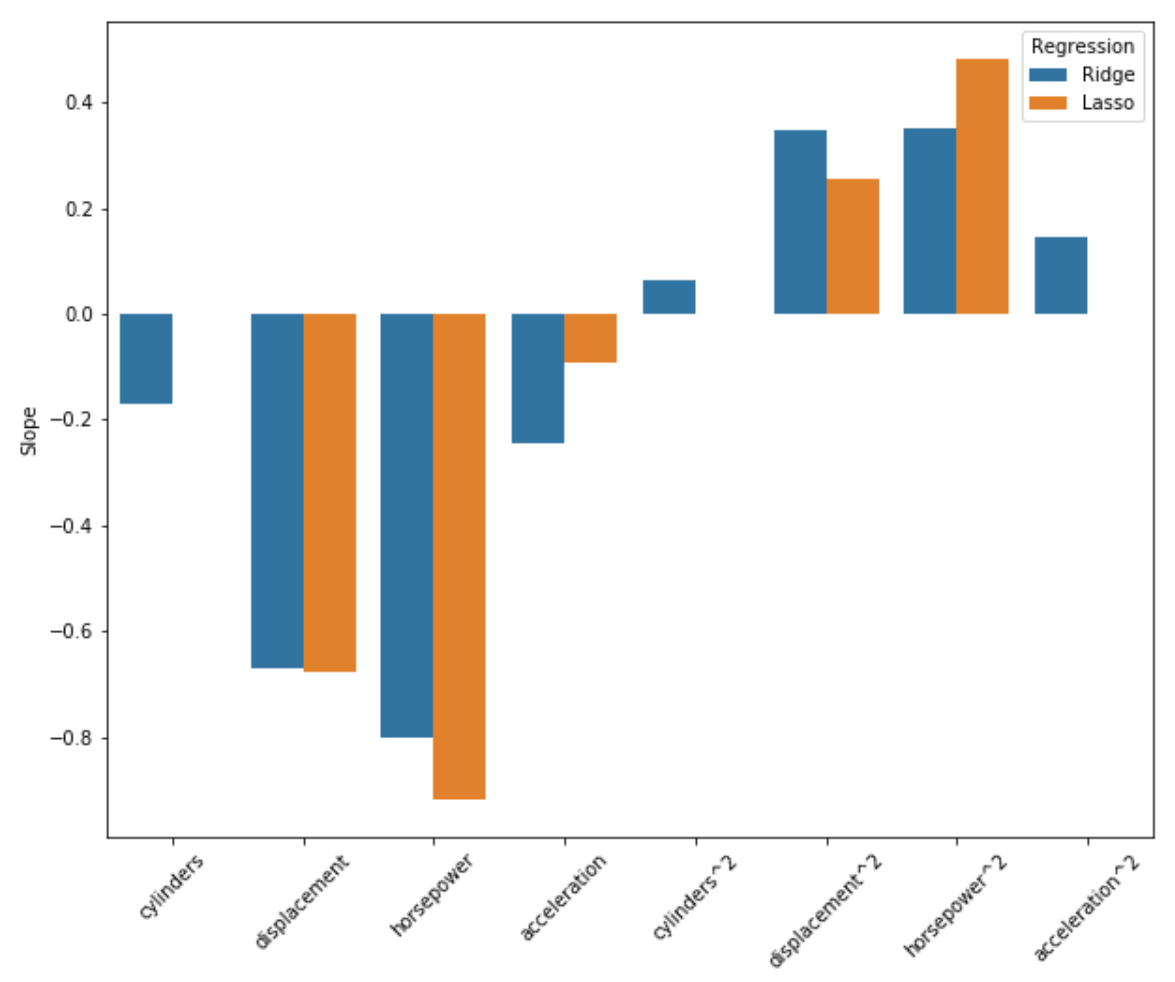 Regression
Ridge
Lasso
0.4
0.2
0.0
−0.2
−0.4
−0.6
−0.8
Slope
cylinders
displacement
horsepower
acceleration
cylinders^2
displacement^2
horsepower^2
acceleration^2